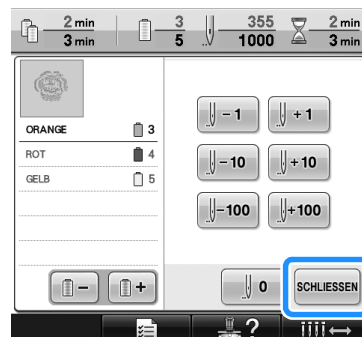 2 min
3 min
3
5
355
1000
2 min
3 min
ORANGE 3
ROT 4
GELB 5
-1 +1
-10 +10
-100 +100
- +
0
SCHLIESSEN
?